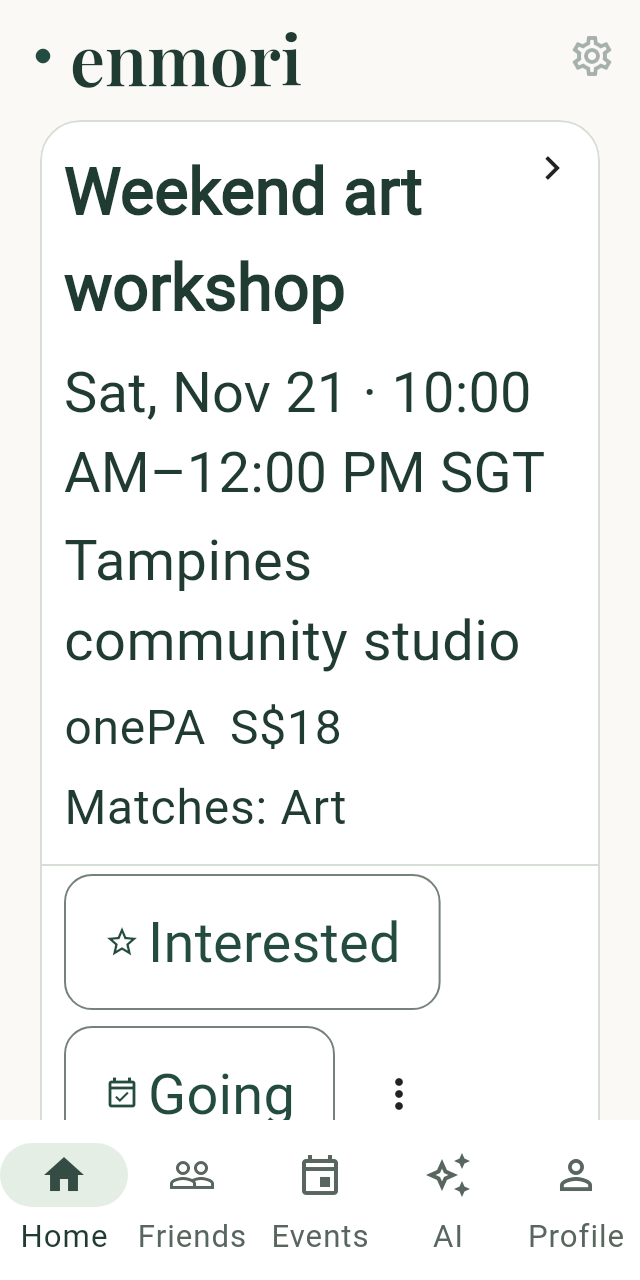 enmori
Weekend art
workshop
Sat, Nov 21 · 10:00
AM–12:00 PM SGT
Tampines
community studio
onePA S$18
Matches: Art
Interested
Going
Home Friends Events AI Profile